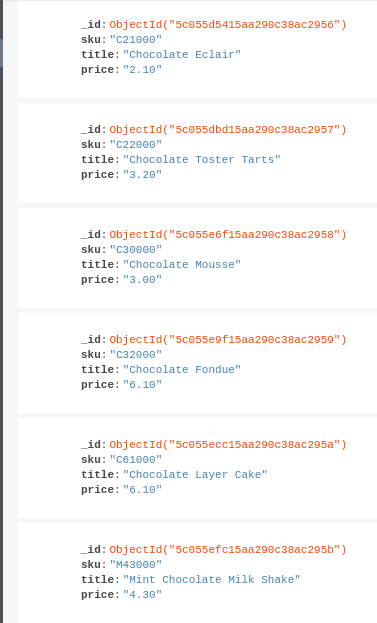 _id: ObjectId("5c055d5415aa290c38ac2956")
sku: "C21000"
title: "Chocolate Eclair"
price: "2.10"
_id: ObjectId("5c055dbd15aa290c38ac2957")
sku: "C22000"
title: "Chocolate Toster Tarts"
price: "3.20"
_id: ObjectId("5c055e6f15aa290c38ac2958")
sku: "C30000"
title: "Chocolate Mousse"
price: "3.00"
_id: ObjectId("5c055e9f15aa290c38ac2959")
sku: "C32000"
title: "Chocolate Fondue"
price: "6.10"
_id: ObjectId("5c055ecc15aa290c38ac295a")
sku: "C61000"
title: "Chocolate Layer Cake"
price: "6.10"
_id: ObjectId("5c055efc15aa290c38ac295b")
sku: "M43000"
title: "Mint Chocolate Milk Shake"
price: "4.30"